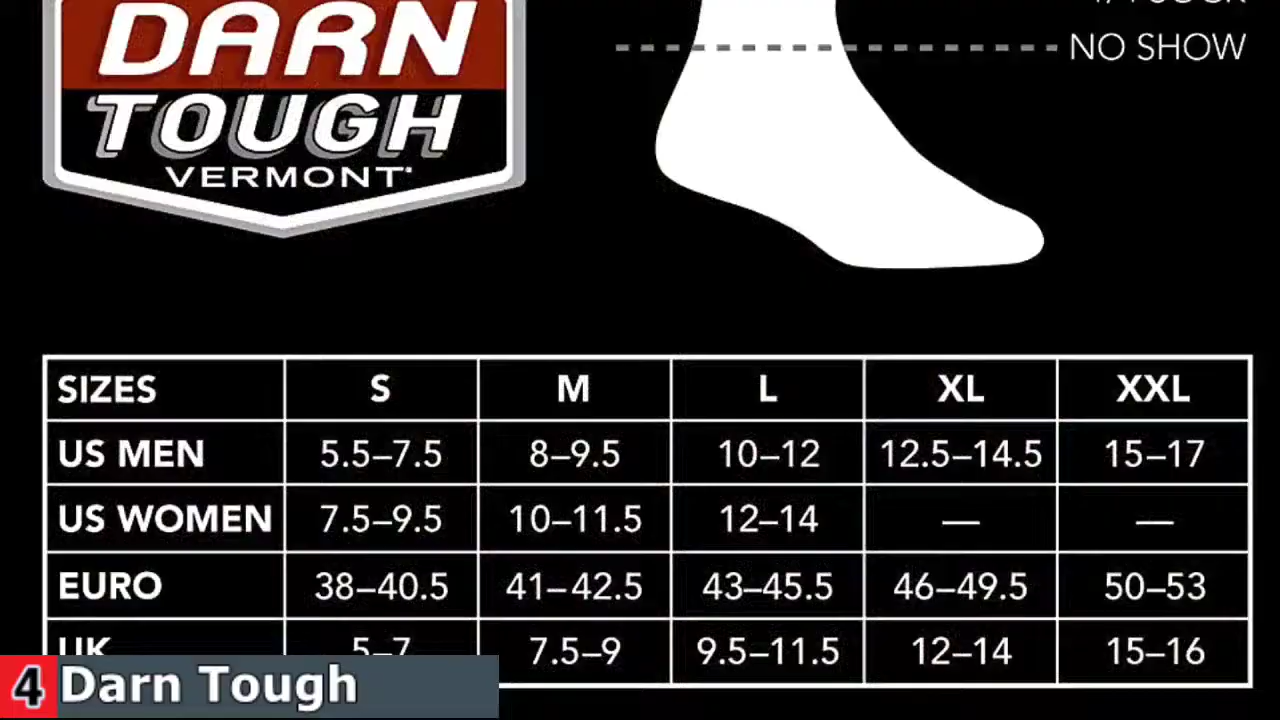 DARN
TOUGH
VERMONT
NO SHOW
SIZES S M L XL XXL
US MEN 5.5–7.5 8–9.5 10–12 12.5–14.5 15–17
US WOMEN 7.5–9.5 10–11.5 12–14 — —
EURO 38–40.5 41–42.5 43–45.5 46–49.5 50–53
UK 5–7 7.5–9 9.5–11.5 12–14 15–16
4 Darn Tough